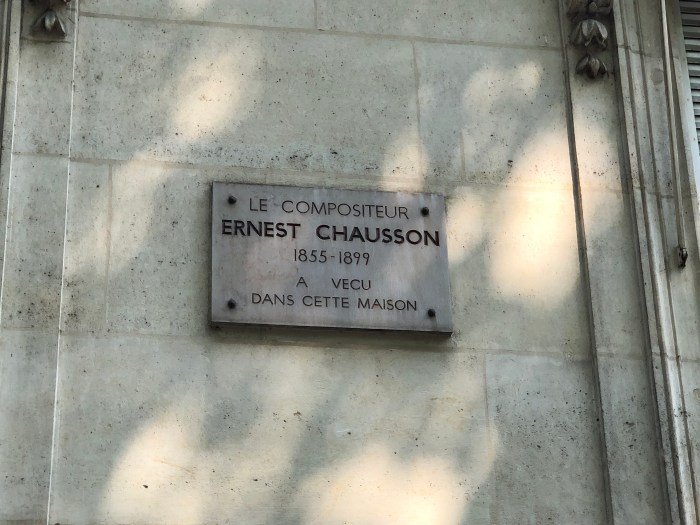 LE COMPOSITEUR
ERNEST CHAUSSON
1855-1899
A VECU
DANS CETTE MAISON